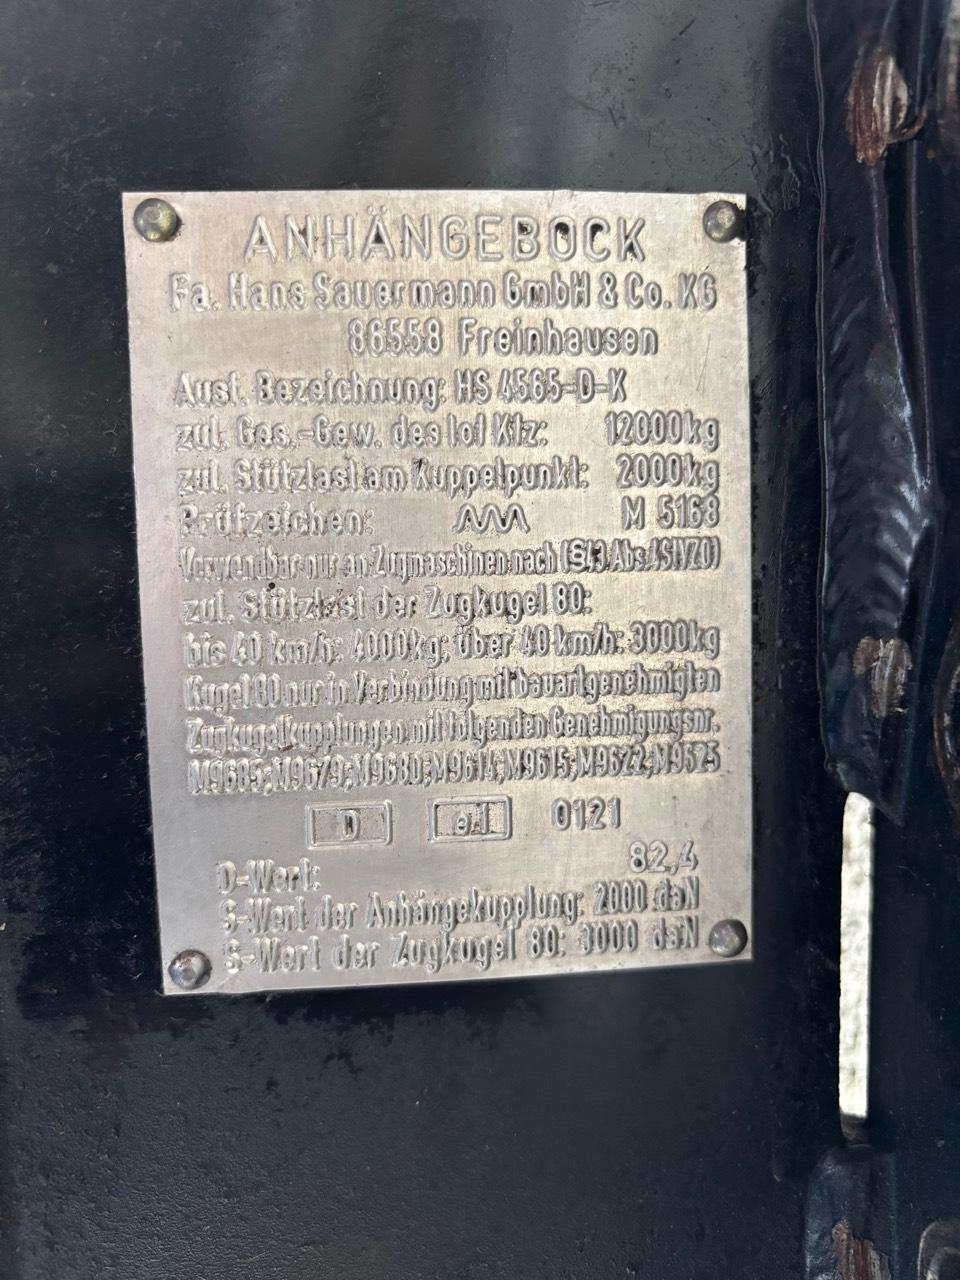 ANHÄNGEBOCK
Fa. Hans Sauermann GmbH & Co. KG
86558 Freinhausen
Ausf. Bezeichnung: HS 4565-D-K
zul. Ges.-Gew. des lof Kfz: 12000kg
zul. Stützlast am Kuppelpunkt: 2000kg
Prüfzeichen: M 5168
Verwendbar nur an Zugmaschinen nach Abs. 4 StVZO)
zul. Stützlast der Zugkugel 80:
bis 40 km/h: 4000kg; über 40 km/h: 3000kg
Kugel 80 nur in Verbindung mit bauartgenehmigten
Zugkugelkupplungen mit folgenden Genehmigungsnr.
M9685;M9679;M9680;M9614;M9615;M9622;M9525
D e1 0121
D-Wert: 82,4
S-Wert der Anhängekupplung: 2000 daN
S-Wert der Zugkugel 80: 3000 daN